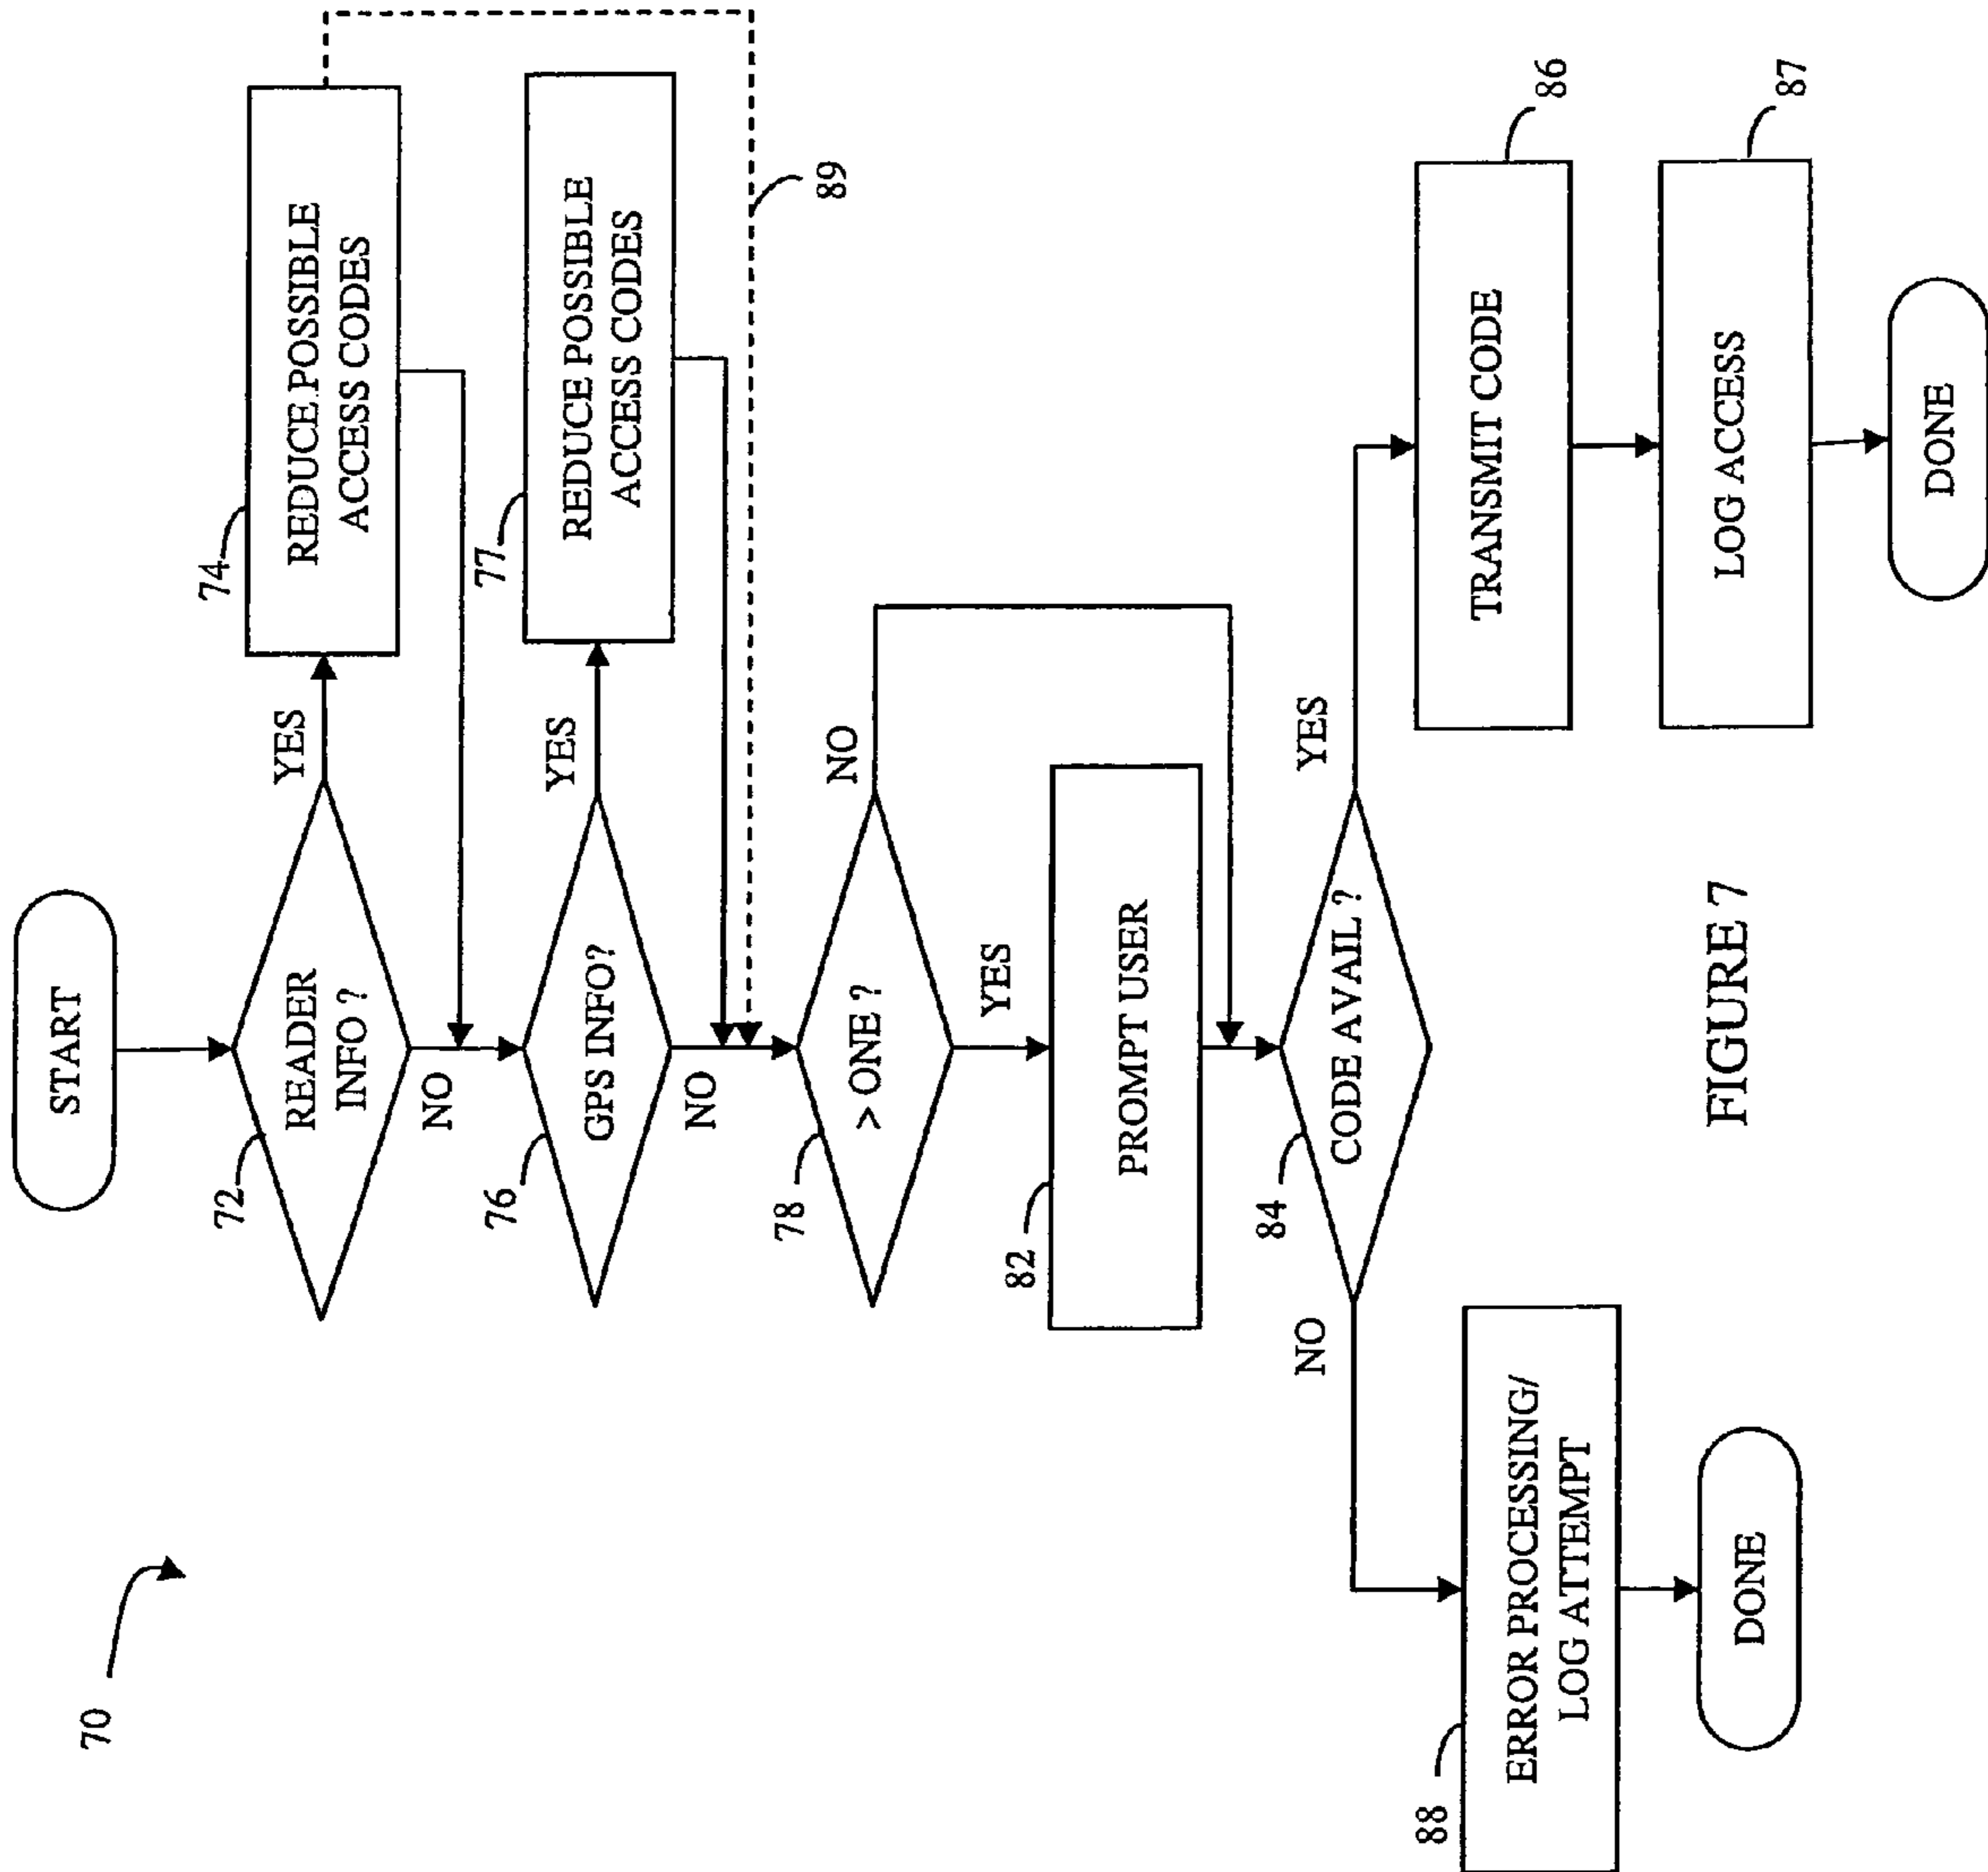 70
START
72
READER
INFO ?
YES
74
REDUCE POSSIBLE
ACCESS CODES
NO
76
GPS INFO?
YES
77
REDUCE POSSIBLE
ACCESS CODES
NO
89
78
> ONE ?
NO
YES
82
PROMPT USER
84
CODE AVAIL ?
YES
86
TRANSMIT CODE
87
LOG ACCESS
DONE
NO
88
ERROR PROCESSING/
LOG ATTEMPT
DONE
FIGURE 7